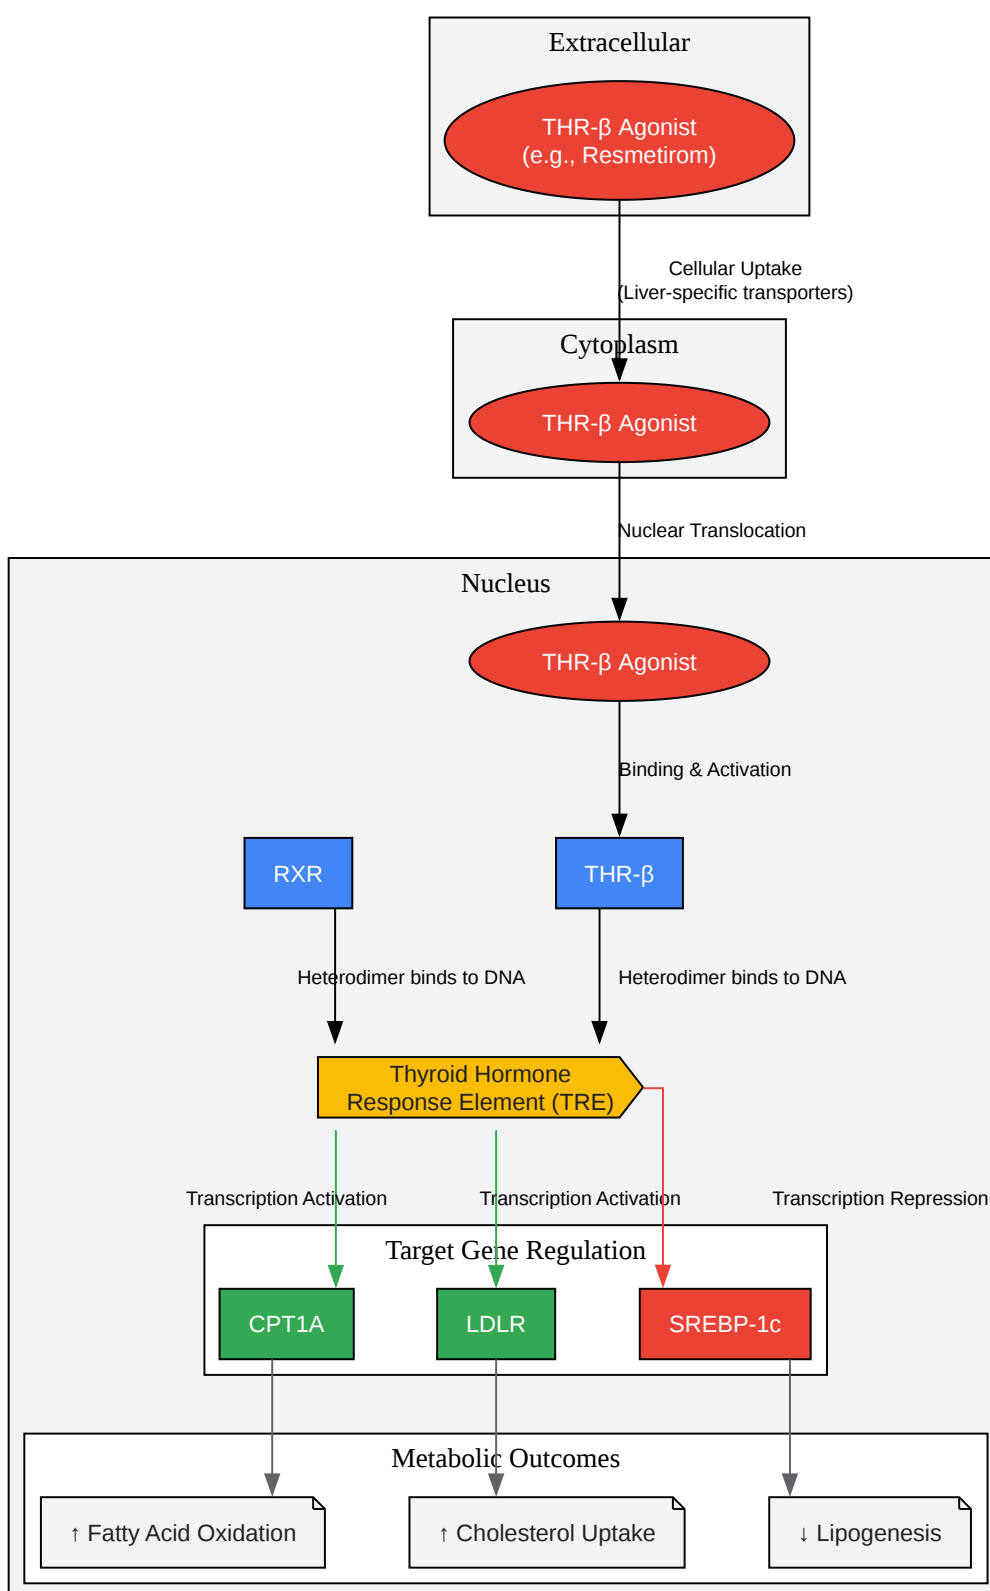 Extracellular
THR-β Agonist
(e.g., Resmetirom)
Cellular Uptake
(Liver-specific transporters)
Cytoplasm
THR-β Agonist
Nuclear Translocation
Nucleus
THR-β Agonist
Binding & Activation
RXR
THR-β
Heterodimer binds to DNA
Heterodimer binds to DNA
Thyroid Hormone
Response Element (TRE)
Transcription Activation
Transcription Activation
Transcription Repression
Target Gene Regulation
CPT1A
LDLR
SREBP-1c
Metabolic Outcomes
↑ Fatty Acid Oxidation
↑ Cholesterol Uptake
↓ Lipogenesis